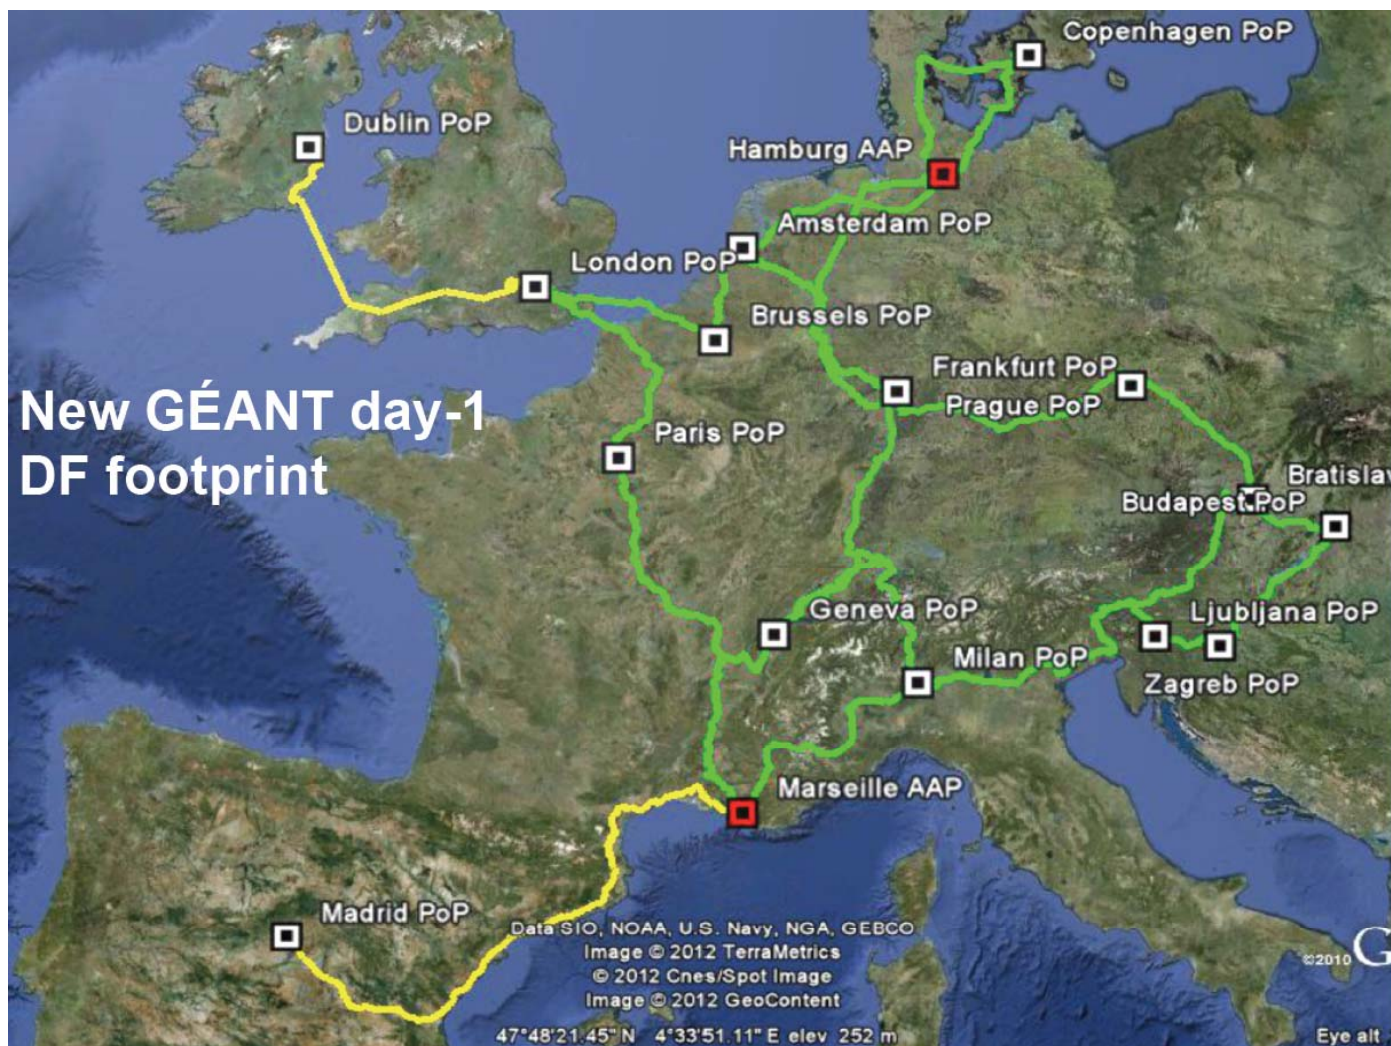 Copenhagen PoP
Dublin PoP
Hamburg AAP
Amsterdam PoP
London PoP
Brussels PoP
Frankfurt PoP
Prague PoP
New GÉANT day-1
DF footprint
Paris PoP
Bratislav
Budapest PoP
Geneva PoP
Ljubljana PoP
Milan PoP
Zagreb PoP
Marseille AAP
Madrid PoP
Data SIO, NOAA, U.S. Navy, NGA, GEBCO
Image © 2012 TerraMetrics
© 2012 Cnes/Spot Image
Image © 2012 GeoContent
©2010 G
47°48'21.45" N 4°33'51.11" E elev 252 m
Eye alt